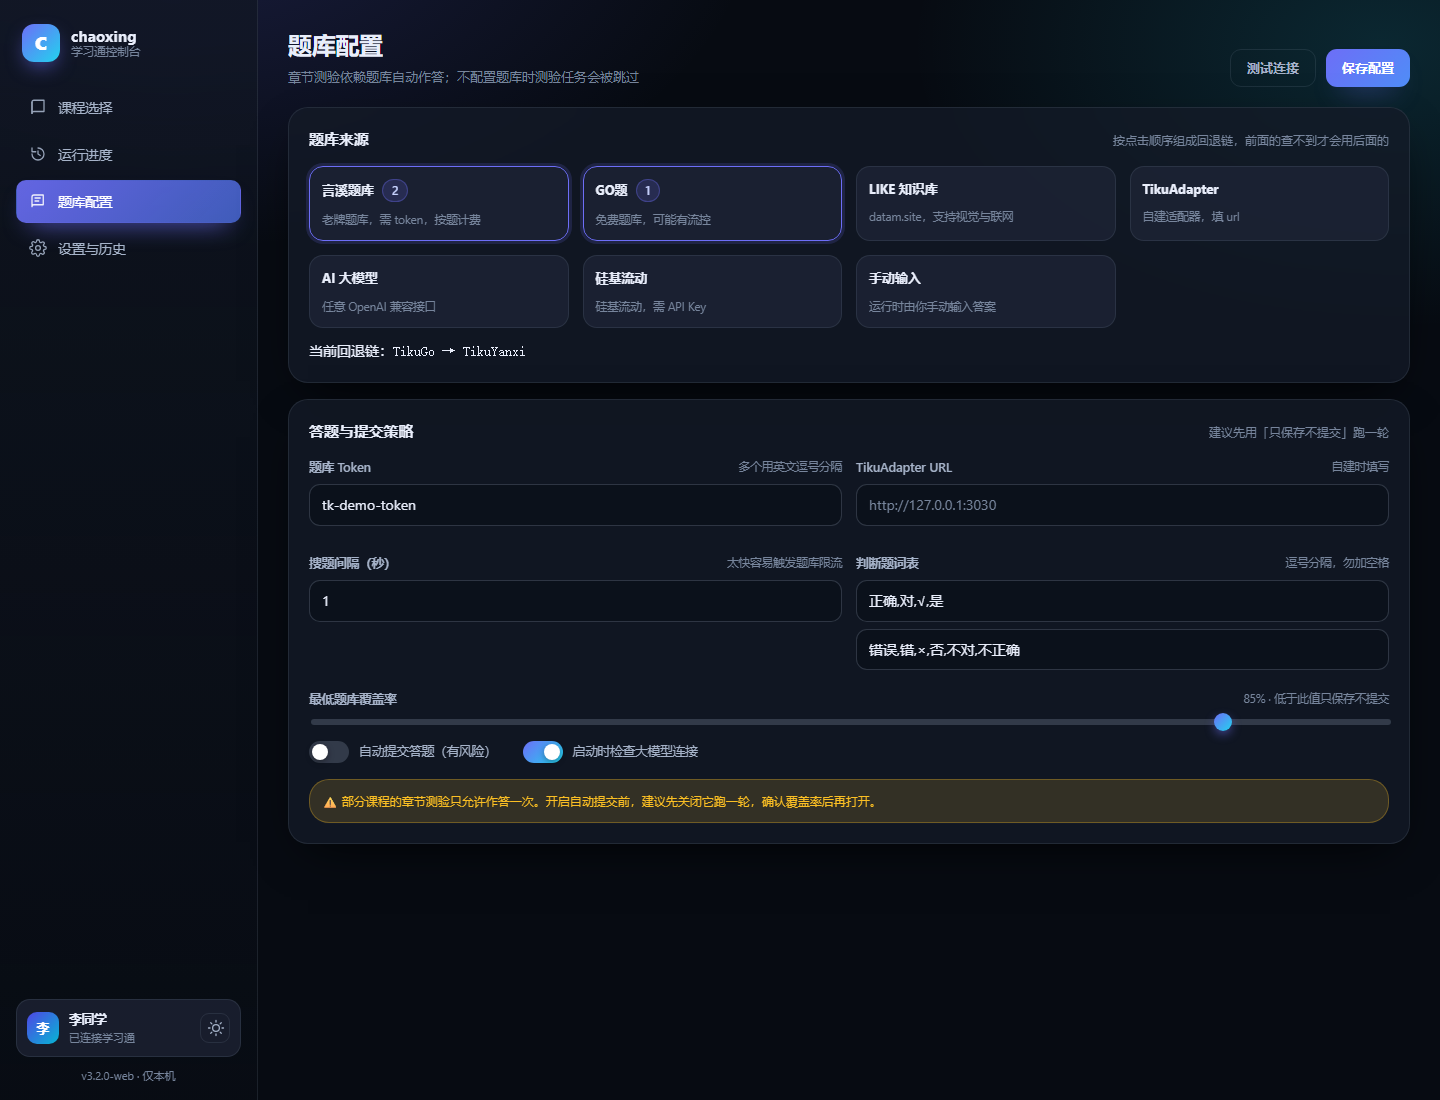 C
chaoxing
学习通控制台
课程选择
运行进度
题库配置
设置与历史
李
李同学
已连接学习通
v3.2.0-web · 仅本机
题库配置
章节测验依赖题库自动作答；不配置题库时测验任务会被跳过
测试连接
保存配置
题库来源
按点击顺序组成回退链，前面的查不到才会用后面的
言溪题库 2
老牌题库，需 token，按题计费
GO题 1
免费题库，可能有流控
LIKE 知识库
datam.site，支持视觉与联网
TikuAdapter
自建适配器，填 url
AI 大模型
任意 OpenAI 兼容接口
硅基流动
硅基流动，需 API Key
手动输入
运行时由你手动输入答案
当前回退链：TikuGo → TikuYanxi
答题与提交策略
建议先用「只保存不提交」跑一轮
题库 Token
多个用英文逗号分隔
tk-demo-token
TikuAdapter URL
自建时填写
http://127.0.0.1:3030
搜题间隔（秒）
太快容易触发题库限流
1
判断题词表
逗号分隔，勿加空格
正确,对,√,是
错误,错,×,否,不对,不正确
最低题库覆盖率
85% · 低于此值只保存不提交
自动提交答题（有风险）
启动时检查大模型连接
⚠ 部分课程的章节测验只允许作答一次。开启自动提交前，建议先关闭它跑一轮，确认覆盖率后再打开。